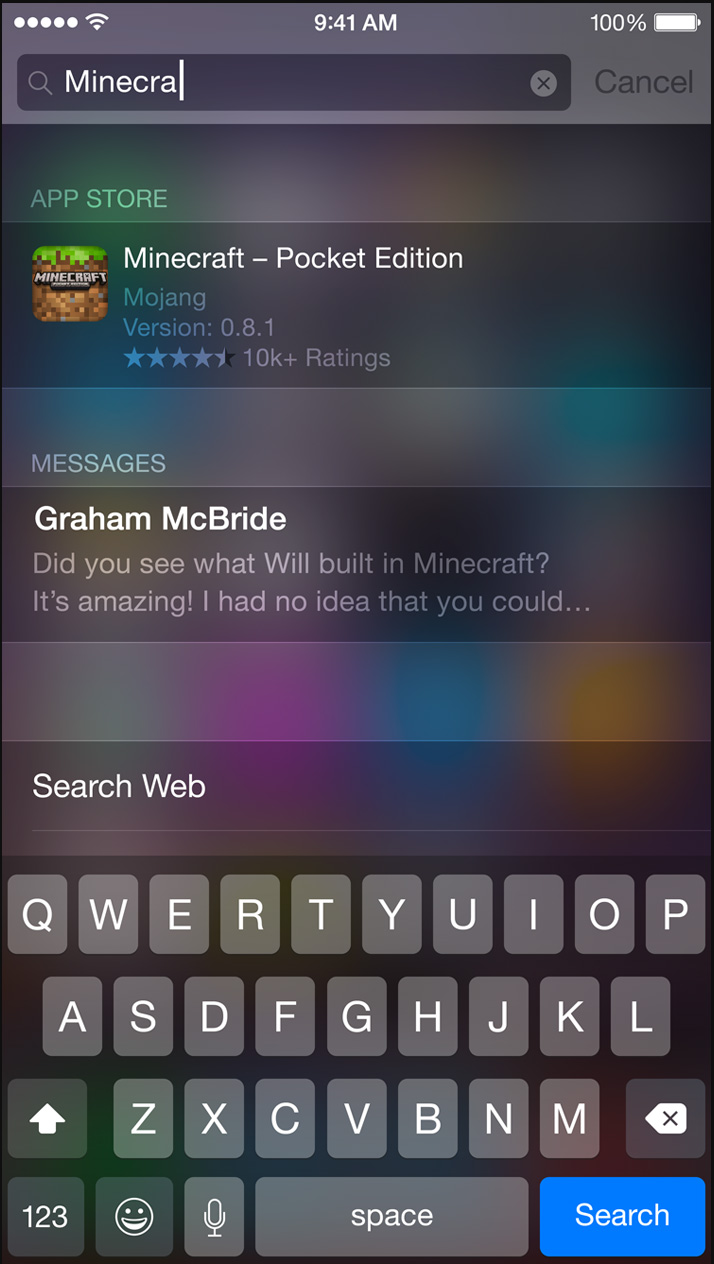 9:41 AM 100%
Minecra Cancel
APP STORE
MINECRAFT
POCKET EDITION
Minecraft – Pocket Edition
Mojang
Version: 0.8.1
10k+ Ratings
MESSAGES
Graham McBride
Did you see what Will built in Minecraft?
It’s amazing! I had no idea that you could…
Search Web
Q W E R T Y U I O P
A S D F G H J K L
Z X C V B N M
123 space Search